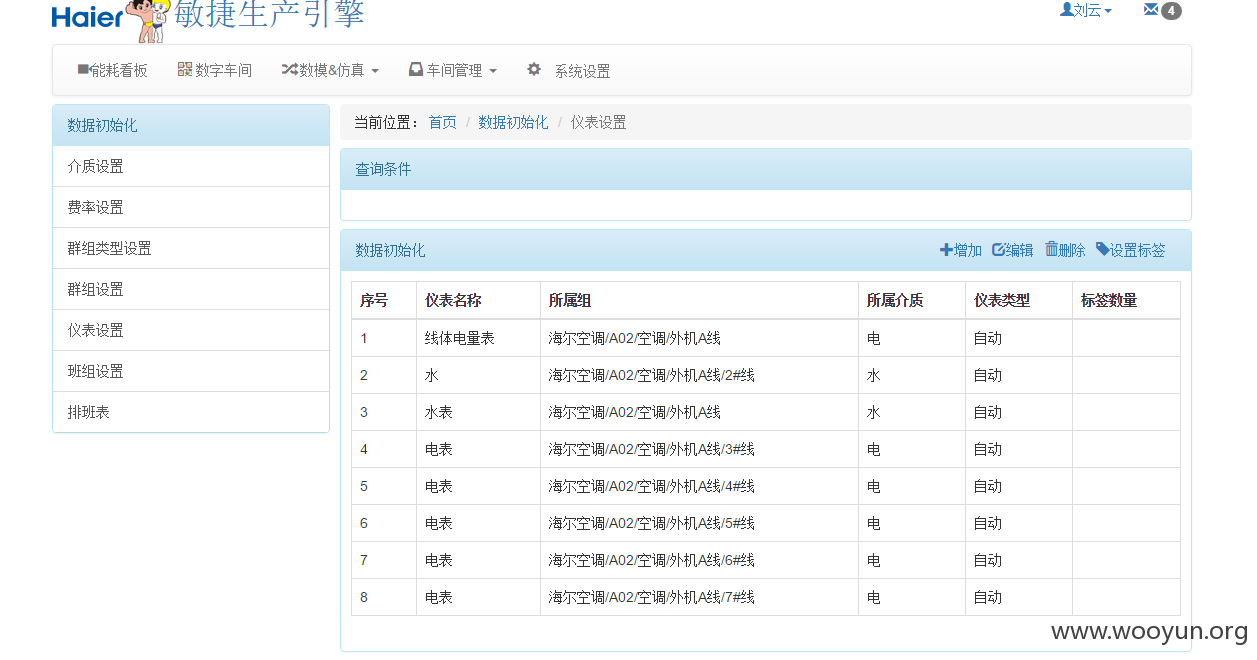 Haier 敏捷生产引擎
刘云 4
能耗看板 数字车间 数模&仿真 车间管理 系统设置
数据初始化
介质设置
费率设置
群组类型设置
群组设置
仪表设置
班组设置
排班表
当前位置： 首页 / 数据初始化 / 仪表设置
查询条件
数据初始化 增加 编辑 删除 设置标签
序号 仪表名称 所属组 所属介质 仪表类型 标签数量
1 线体电量表 海尔空调/A02/空调/外机A线 电 自动
2 水 海尔空调/A02/空调/外机A线/2#线 水 自动
3 水表 海尔空调/A02/空调/外机A线 水 自动
4 电表 海尔空调/A02/空调/外机A线/3#线 电 自动
5 电表 海尔空调/A02/空调/外机A线/4#线 电 自动
6 电表 海尔空调/A02/空调/外机A线/5#线 电 自动
7 电表 海尔空调/A02/空调/外机A线/6#线 电 自动
8 电表 海尔空调/A02/空调/外机A线/7#线 电 自动
www.wooyun.org